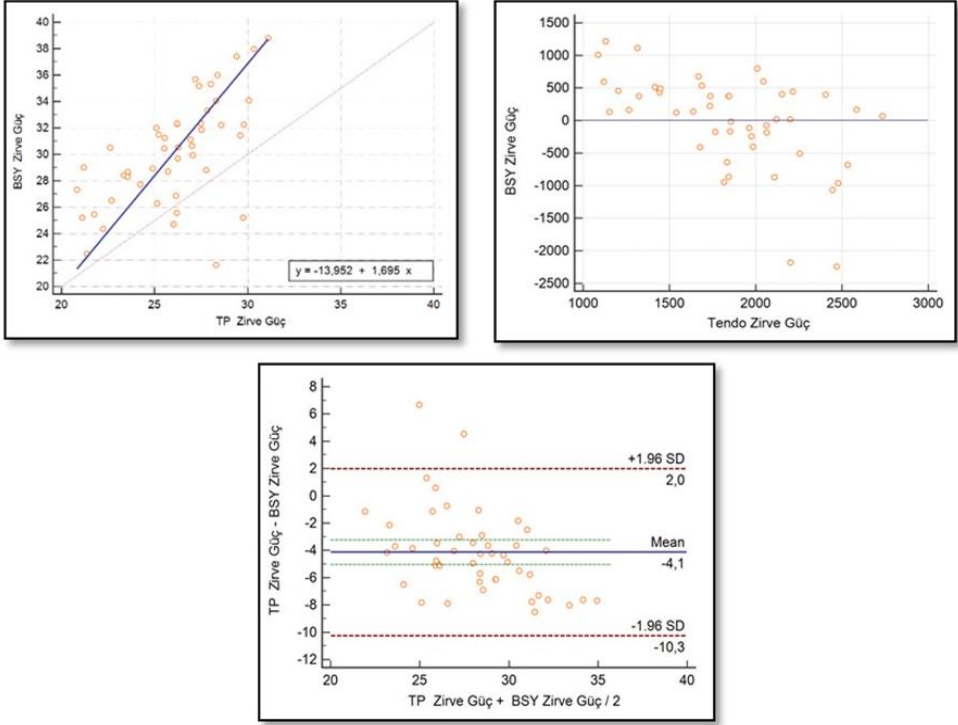 40
38
36
34
32
30
28
26
24
22
20
BSY Zirve Güç
y = -13,952 + 1,695 x
20 25 30 35 40
TP Zirve Güç
1500
1000
500
0
-500
-1000
-1500
-2000
-2500
BSY Zirve Güç
1000 1500 2000 2500 3000
Tendo Zirve Güç
8
6
4
2
0
-2
-4
-6
-8
-10
-12
TP Zirve Güç - BSY Zirve Güç
+1.96 SD
2,0
Mean
-4,1
-1.96 SD
-10,3
20 25 30 35 40
TP Zirve Güç + BSY Zirve Güç / 2